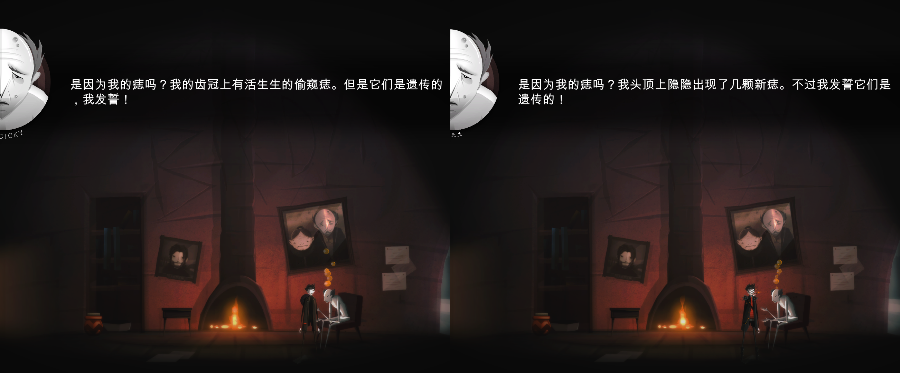 是因为我的痣吗？我的齿冠上有活生生的偷窥痣。但是它们是遗传的
，我发誓！
是因为我的痣吗？我头顶上隐隐出现了几颗新痣。不过我发誓它们是
遗传的！